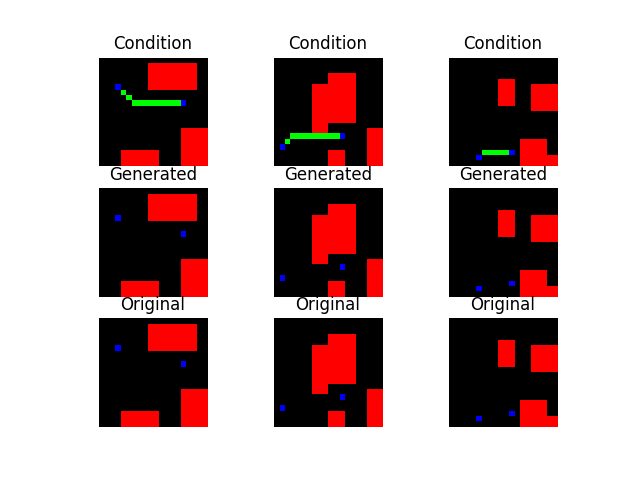 Condition Condition Condition
Generated Generated Generated
Original Original Original